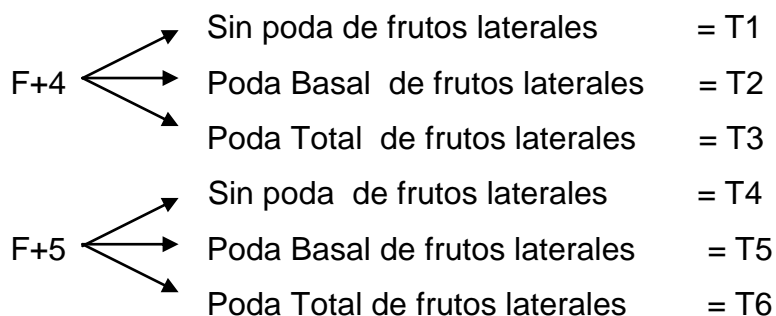 Sin poda de frutos laterales = T1
F+4 Poda Basal de frutos laterales = T2
Poda Total de frutos laterales = T3
Sin poda de frutos laterales = T4
F+5 Poda Basal de frutos laterales = T5
Poda Total de frutos laterales = T6